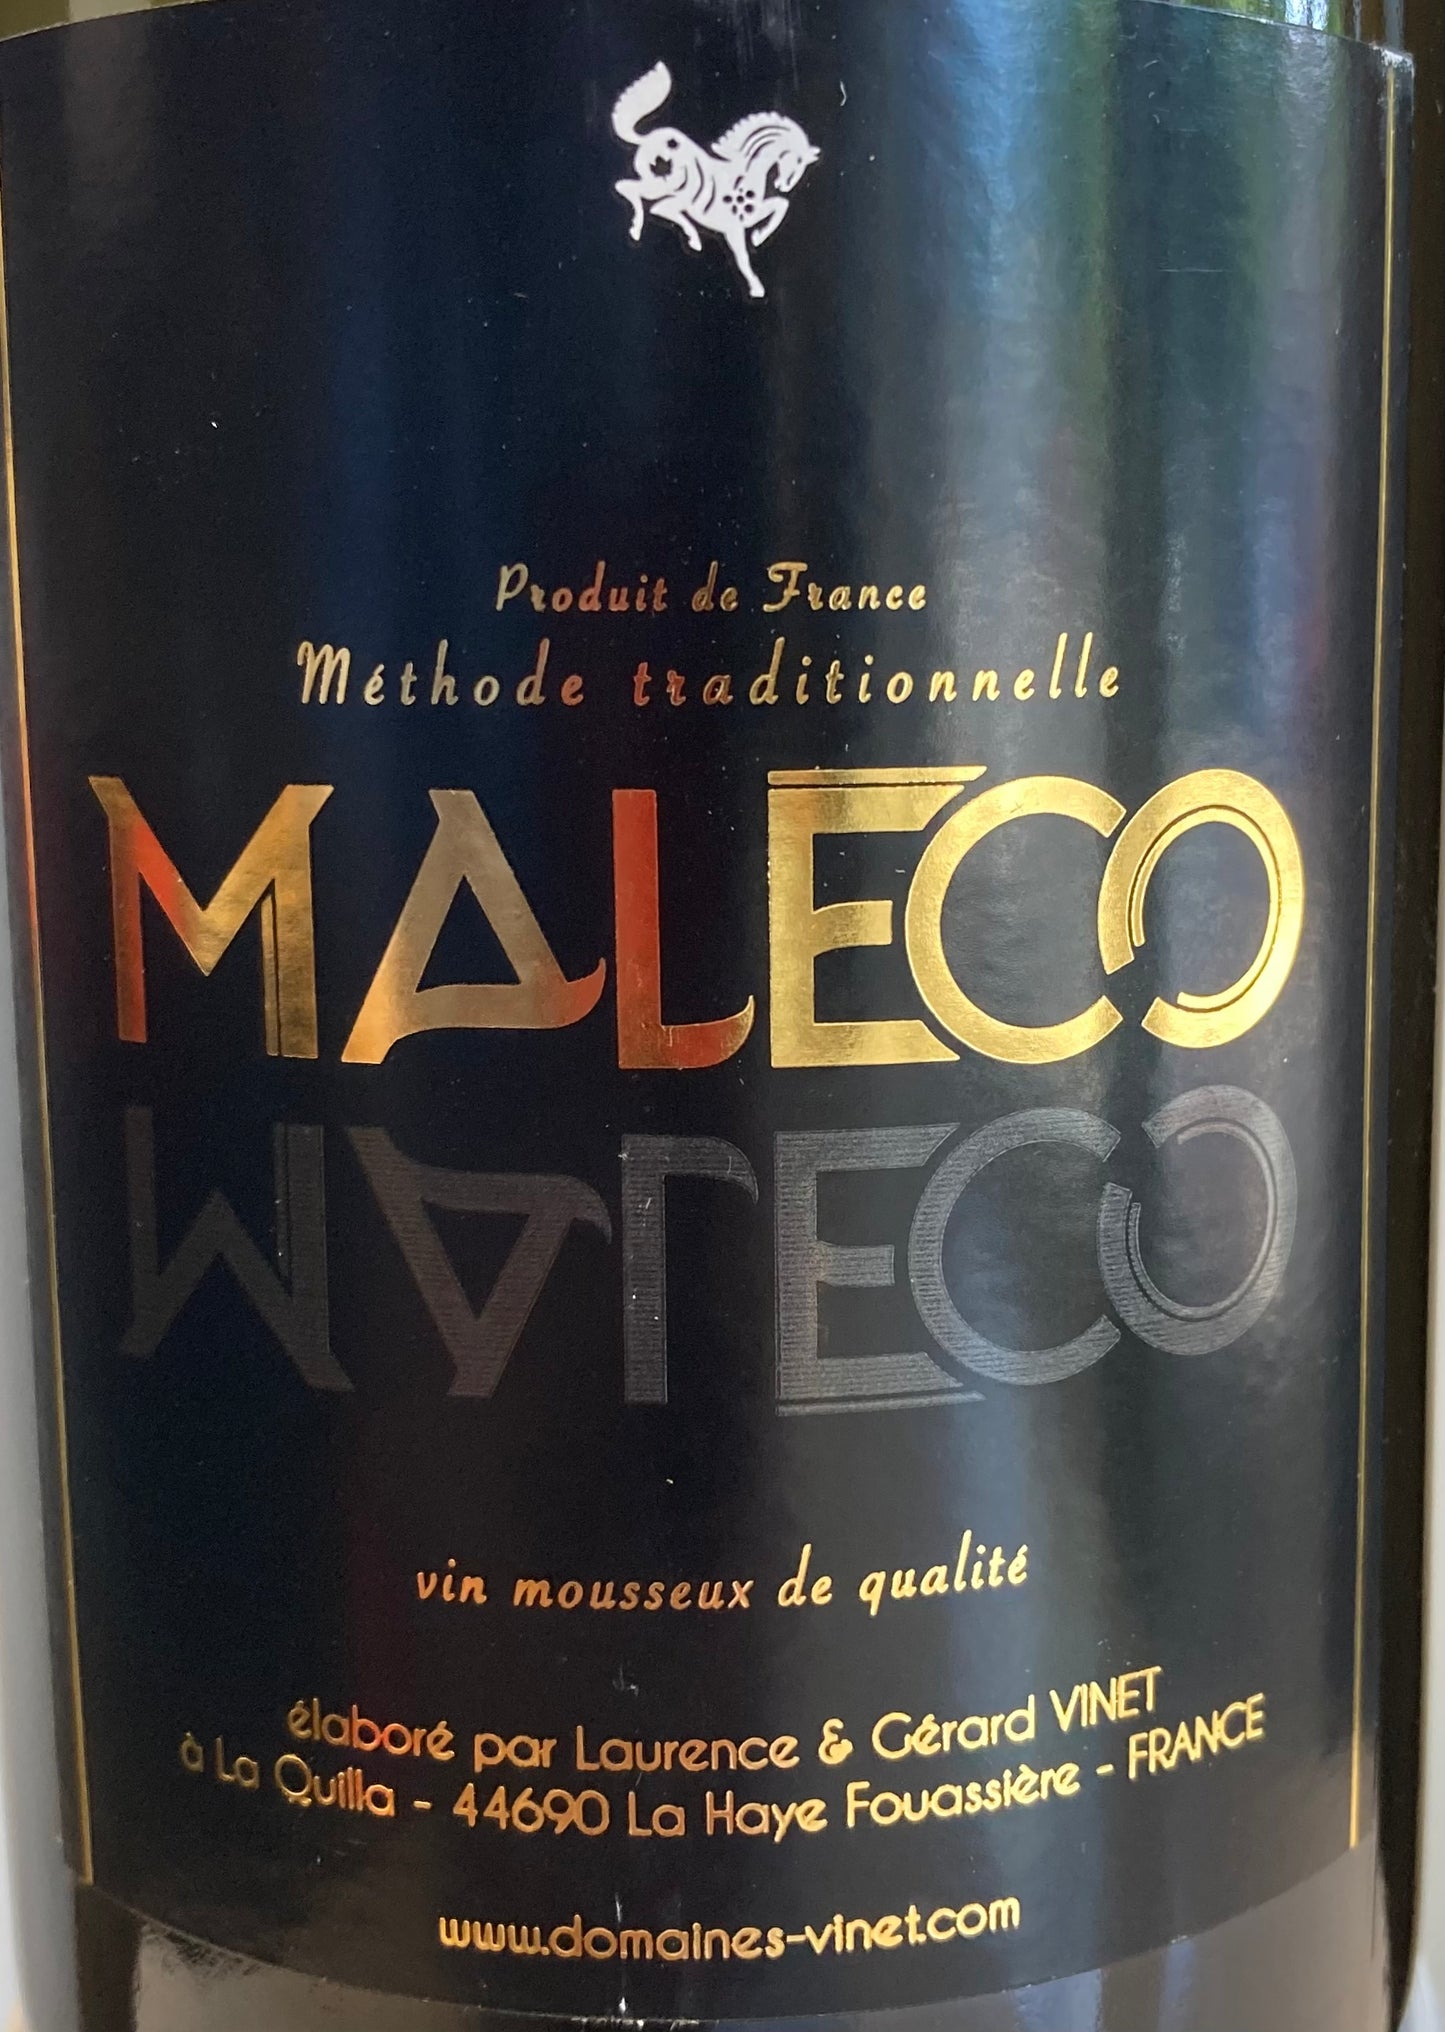 Produit de France
Méthode traditionnelle
MALECO
MALECO
vin mousseux de qualité
élaboré par Laurence & Gérard VINET
à La Quilla - 44690 La Haye Fouassière - FRANCE
www.domaines-vinet.com